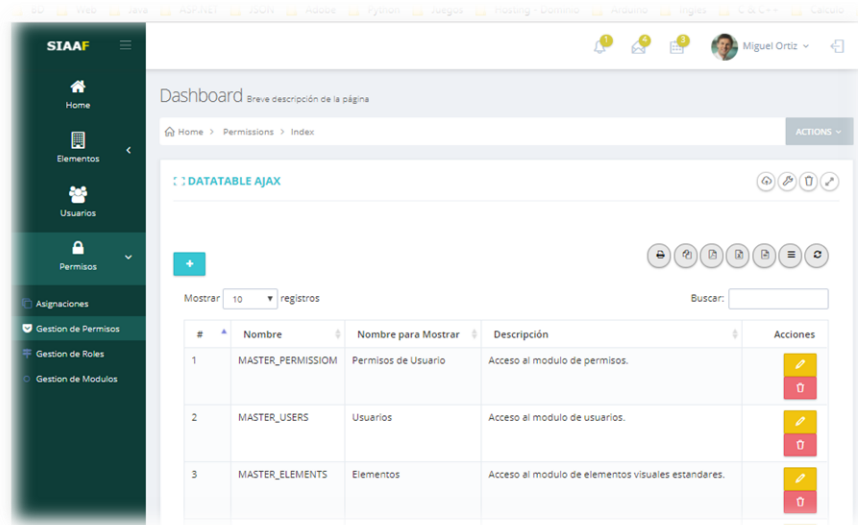 SIAAF
1
4
3
Miguel Ortiz
Home
Elementos
Usuarios
Permisos
Asignaciones
Gestion de Permisos
Gestion de Roles
Gestion de Modulos
Dashboard Breve descripción de la página
Home > Permissions > Index
ACTIONS
DATATABLE AJAX
+
Mostrar 10 registros
Buscar:
# Nombre Nombre para Mostrar Descripción Acciones
1 MASTER_PERMISSIOM Permisos de Usuario Acceso al modulo de permisos.
2 MASTER_USERS Usuarios Acceso al modulo de usuarios.
3 MASTER_ELEMENTS Elementos Acceso al modulo de elementos visuales estandares.